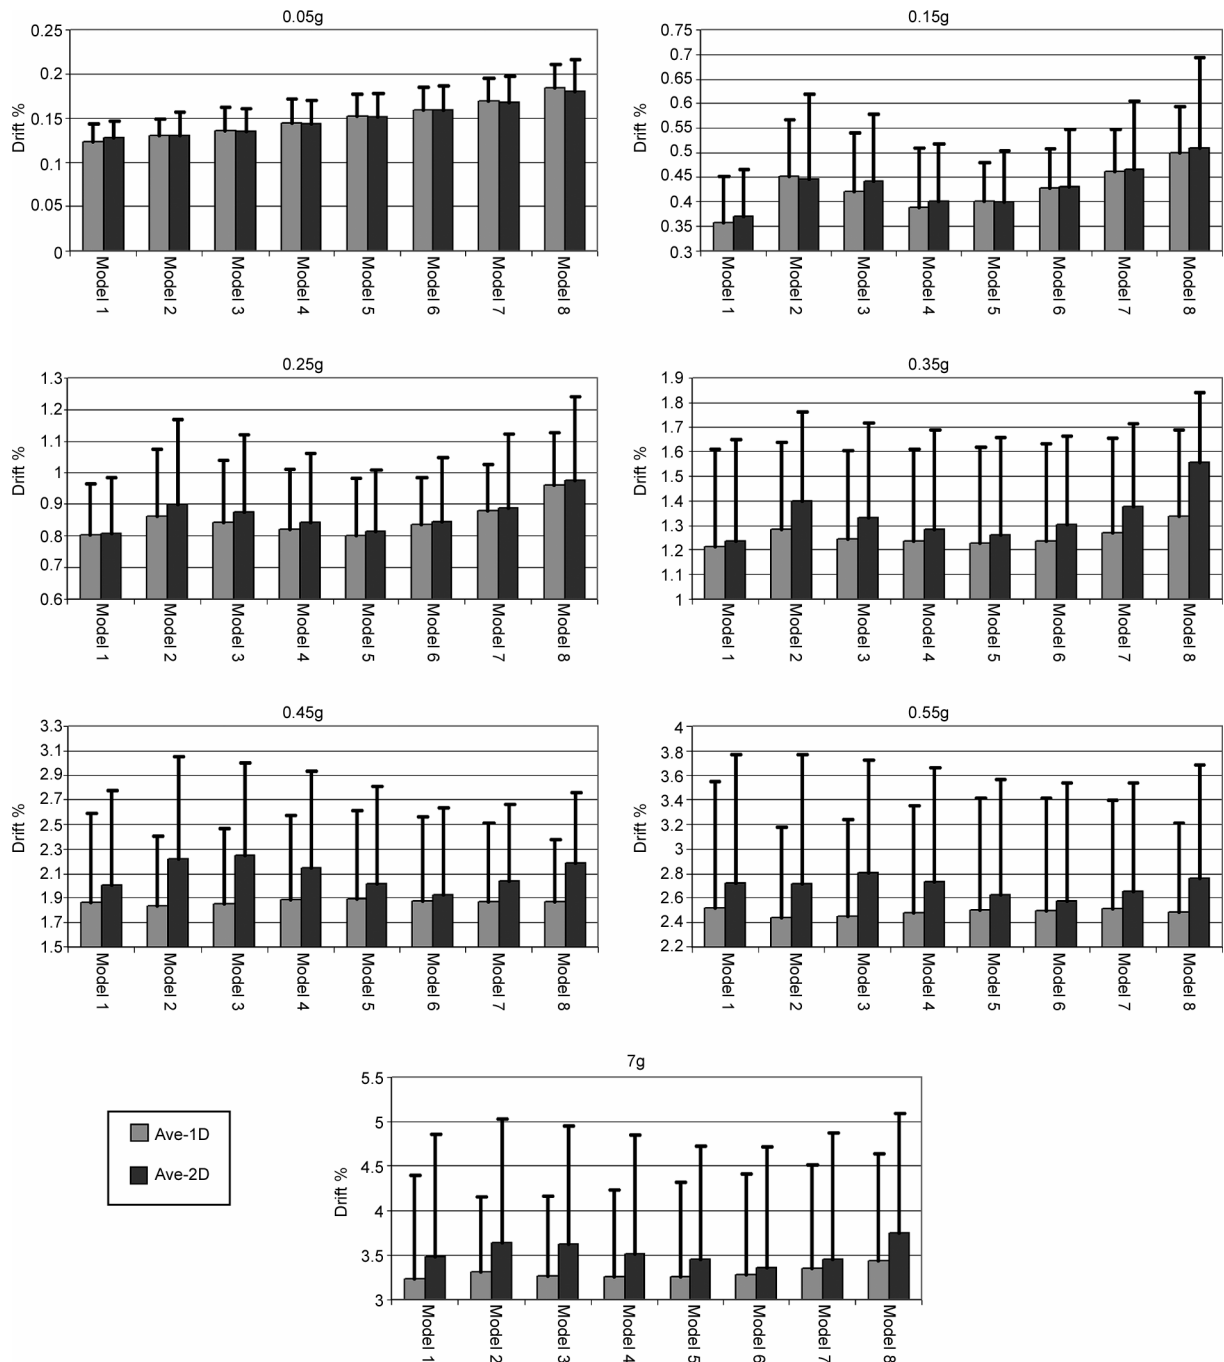 0.05g
0.25
0.2
0.15
0.1
0.05
0
Drift %
Model 1
Model 2
Model 3
Model 4
Model 5
Model 6
Model 7
Model 8
0.15g
0.75
0.7
0.65
0.6
0.55
0.5
0.45
0.4
0.35
0.3
Drift %
Model 1
Model 2
Model 3
Model 4
Model 5
Model 6
Model 7
Model 8
0.25g
1.3
1.2
1.1
1
0.9
0.8
0.7
0.6
Drift %
Model 1
Model 2
Model 3
Model 4
Model 5
Model 6
Model 7
Model 8
0.35g
1.9
1.8
1.7
1.6
1.5
1.4
1.3
1.2
1.1
1
Drift %
Model 1
Model 2
Model 3
Model 4
Model 5
Model 6
Model 7
Model 8
0.45g
3.3
3.1
2.9
2.7
2.5
2.3
2.1
1.9
1.7
1.5
Drift %
Model 1
Model 2
Model 3
Model 4
Model 5
Model 6
Model 7
Model 8
0.55g
4
3.8
3.6
3.4
3.2
3
2.8
2.6
2.4
2.2
Drift %
Model 1
Model 2
Model 3
Model 4
Model 5
Model 6
Model 7
Model 8
Ave-1D
Ave-2D
7g
5.5
5
4.5
4
3.5
3
Drift %
Model 1
Model 2
Model 3
Model 4
Model 5
Model 6
Model 7
Model 8